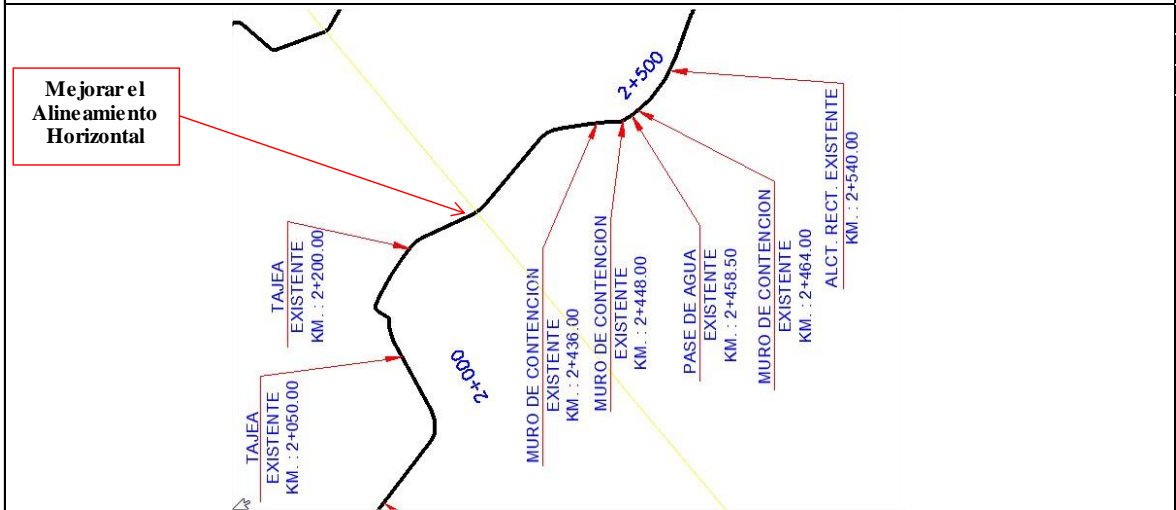 Mejorar el
Alineamiento
Horizontal
2+500
2+000
TAJEA
EXISTENTE
KM. : 2+050.00
TAJEA
EXISTENTE
KM. : 2+200.00
MURO DE CONTENCION
EXISTENTE
KM. : 2+436.00
MURO DE CONTENCION
EXISTENTE
KM. : 2+448.00
PASE DE AGUA
EXISTENTE
KM. : 2+458.50
MURO DE CONTENCION
EXISTENTE
KM. : 2+464.00
ALCT. RECT. EXISTENTE
KM. : 2+540.00